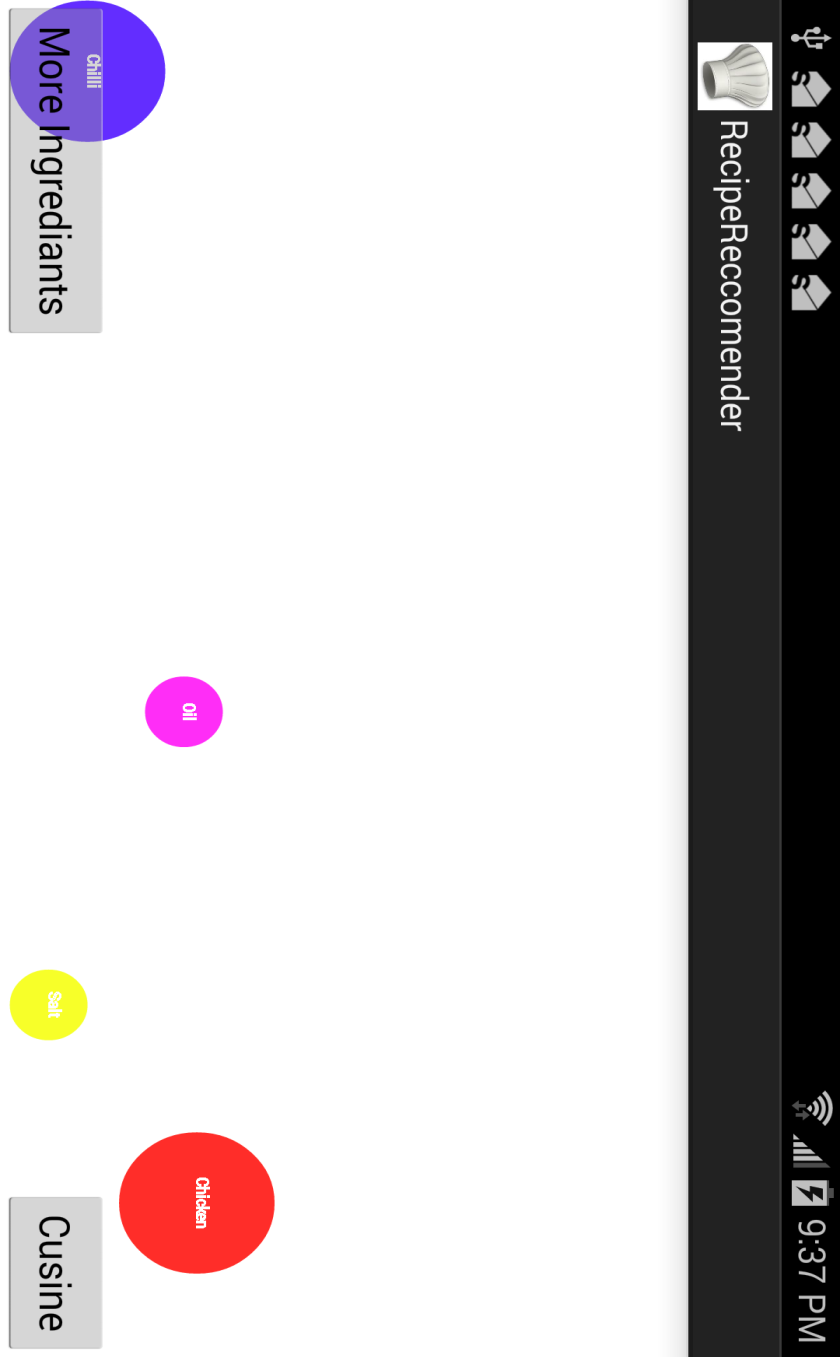 9:37 PM
RecipeReccomender
Oil
Chicken
Salt
Chilli
More Ingrediants
Cusine